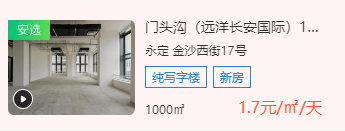 安选
门头沟（远洋长安国际）1...
永定 金沙西街17号
纯写字楼 新房
1000㎡ 1.7元/㎡/天